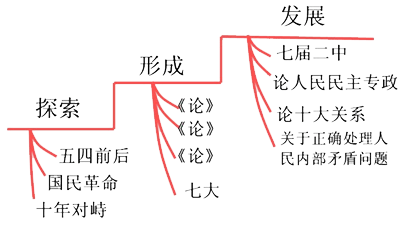 探索
五四前后
国民革命
十年对峙
形成
《论》
《论》
《论》
七大
发展
七届二中
论人民民主专政
论十大关系
关于正确处理人
民内部矛盾问题